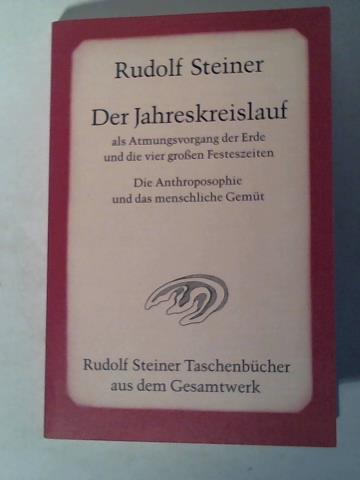 Rudolf Steiner
Der Jahreskreislauf
als Atmungsvorgang der Erde
und die vier großen Festeszeiten
Die Anthroposophie
und das menschliche Gemüt
Rudolf Steiner Taschenbücher
aus dem Gesamtwerk